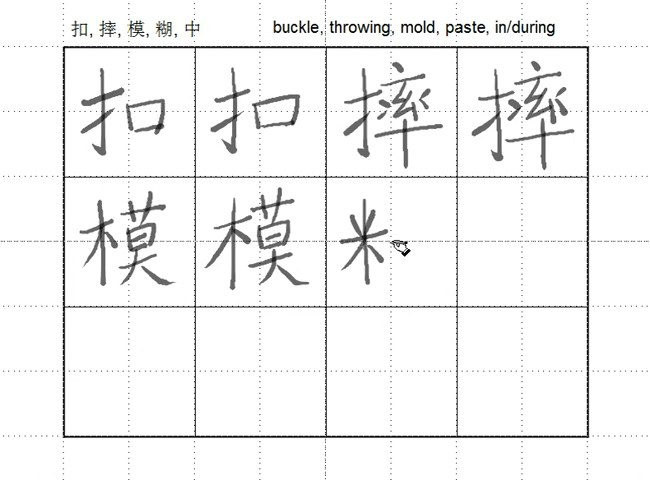 扣, 摔, 模, 糊, 中
buckle, throwing, mold, paste, in/during
扣 扣 摔 摔
模 模 米